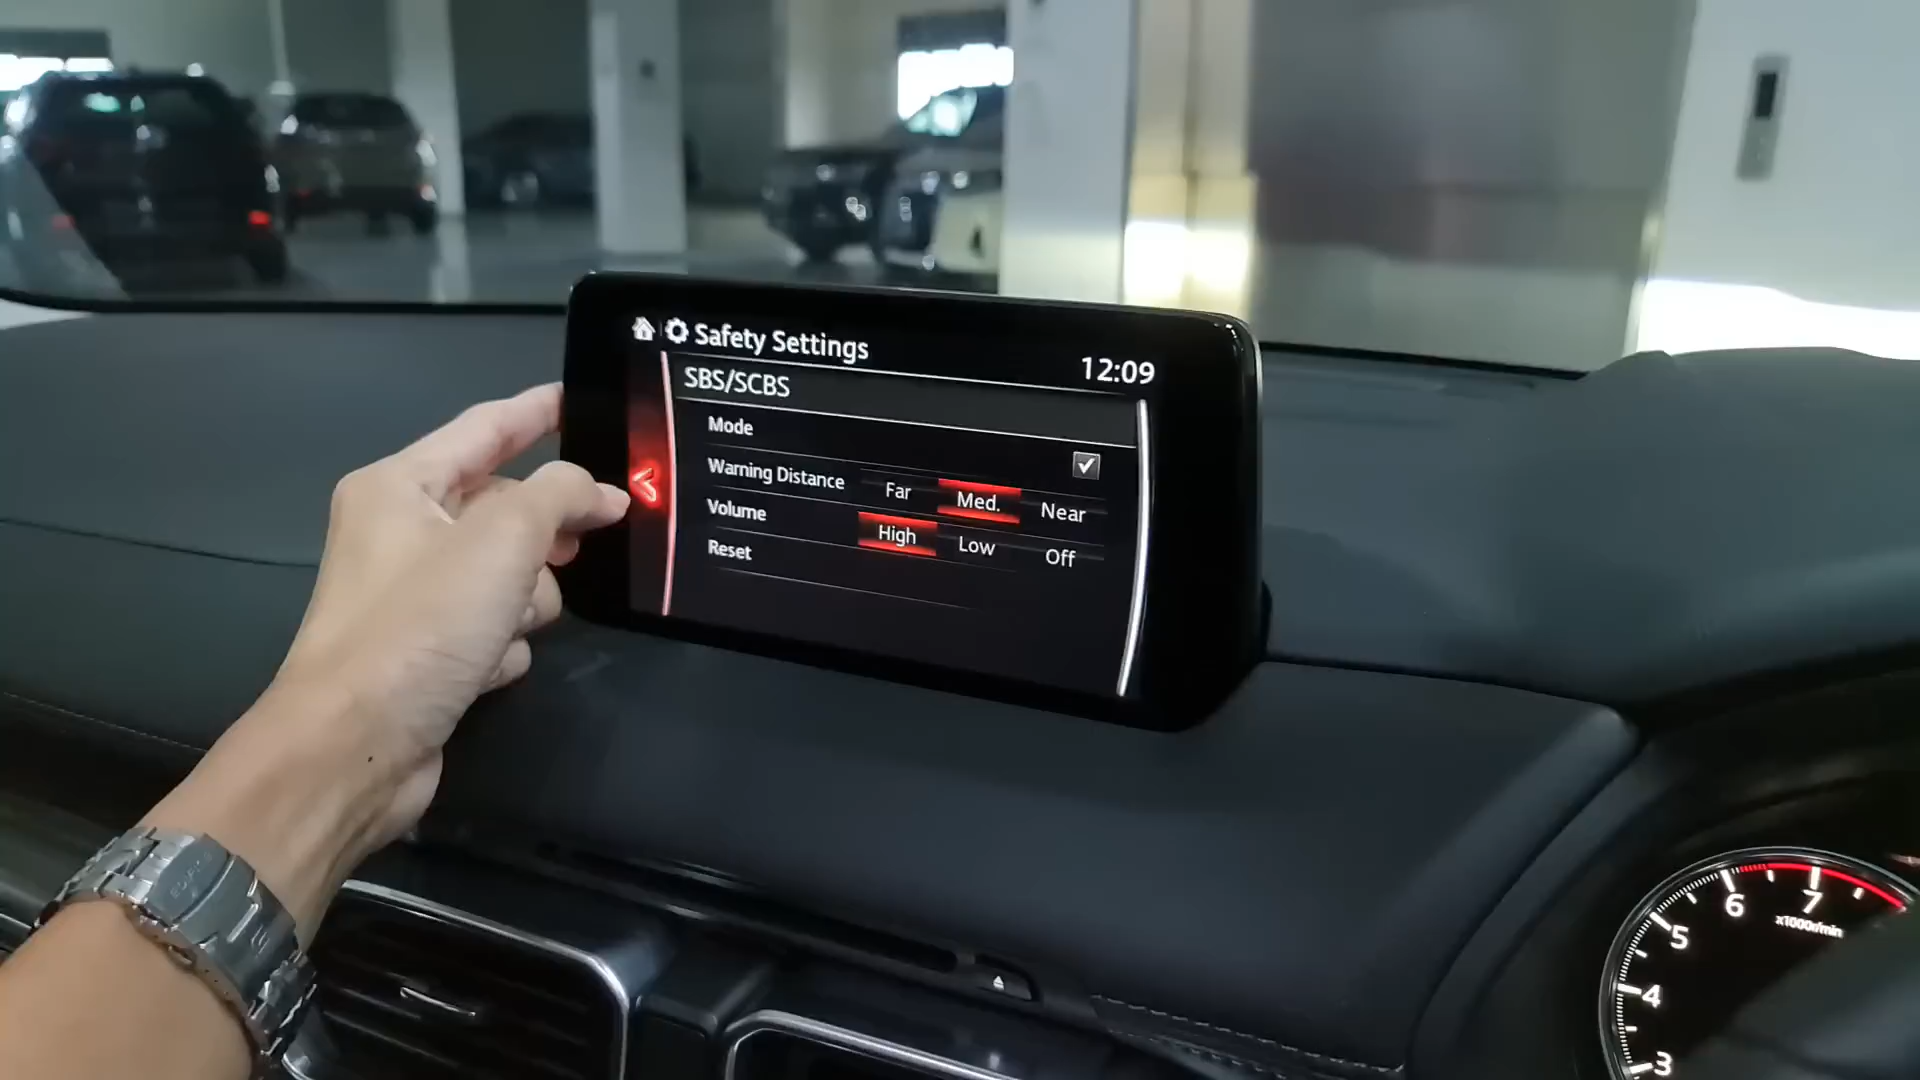 Safety Settings
12:09
SBS/SCBS
Mode
Warning Distance Far Med. Near
Volume High Low Off
Reset
7
6
x1000r/min
5
4
3